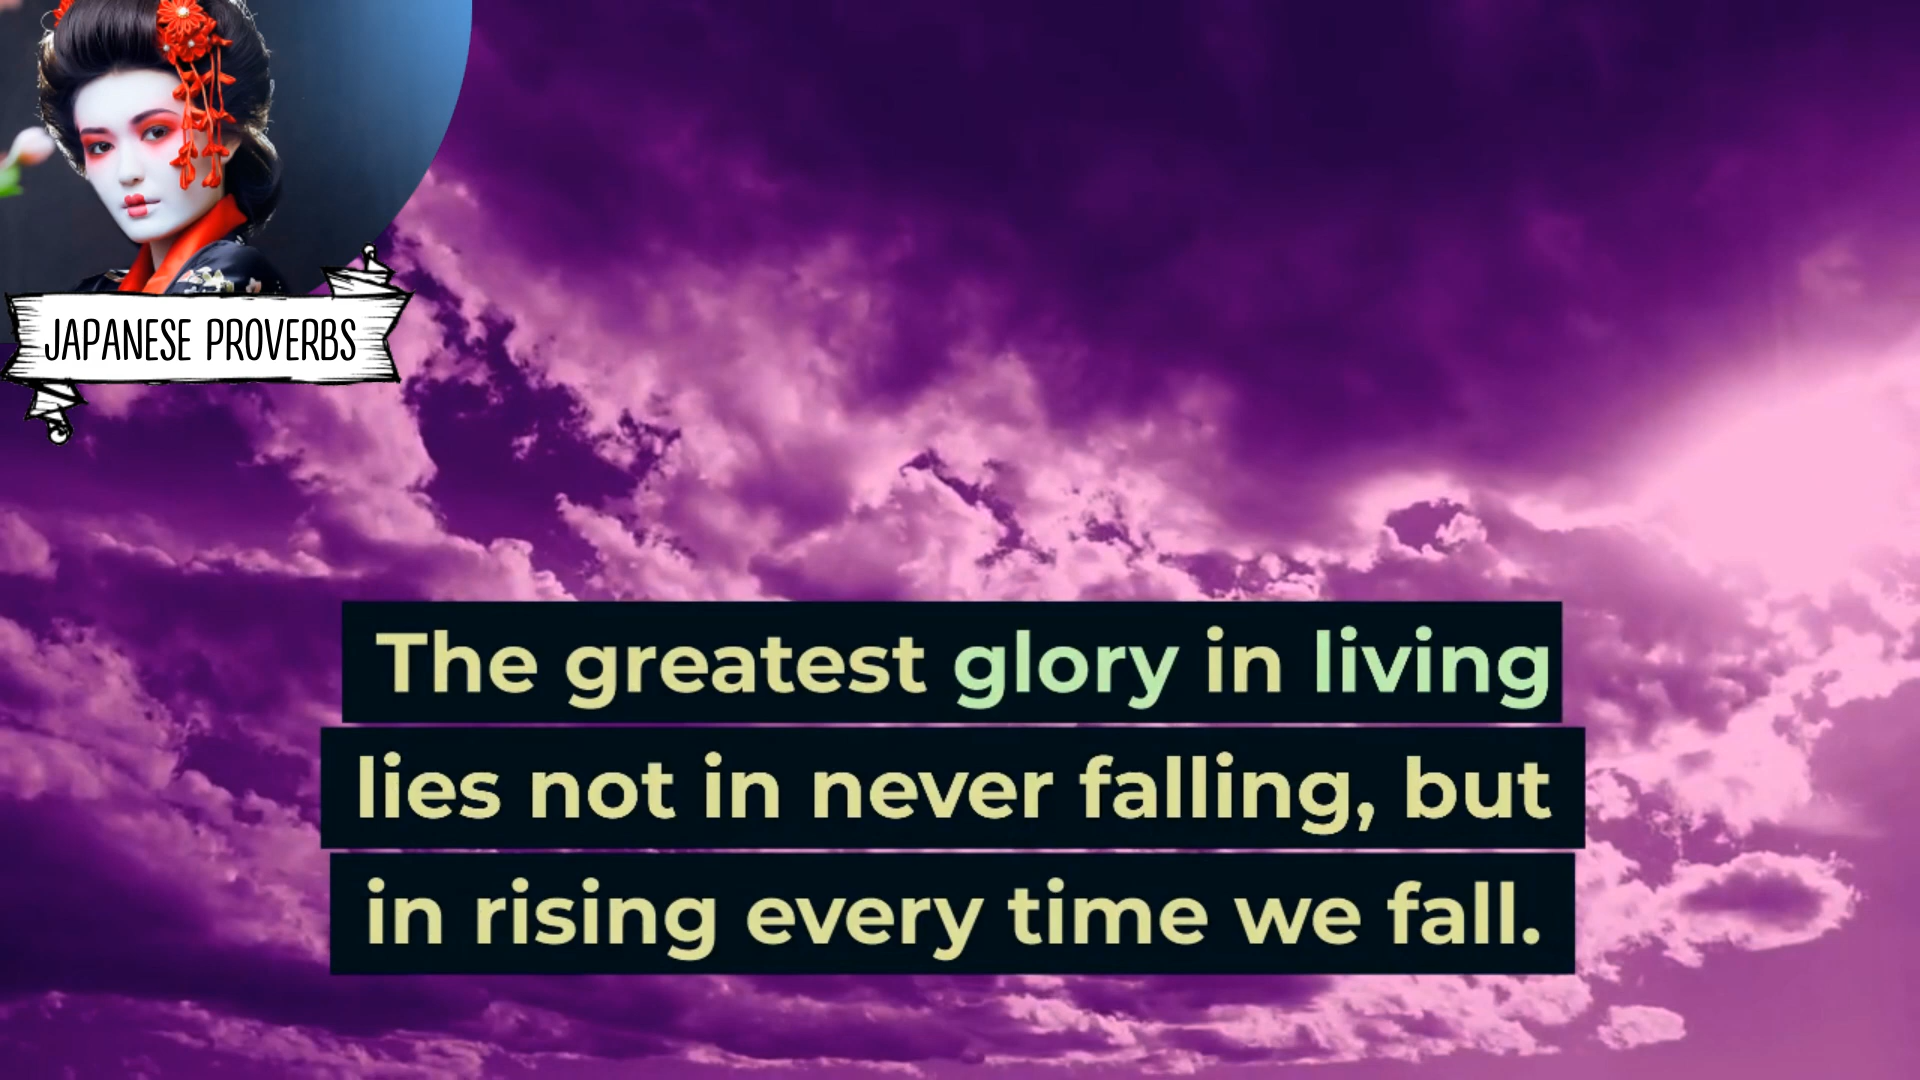 JAPANESE PROVERBS
The greatest glory in living
lies not in never falling, but
in rising every time we fall.